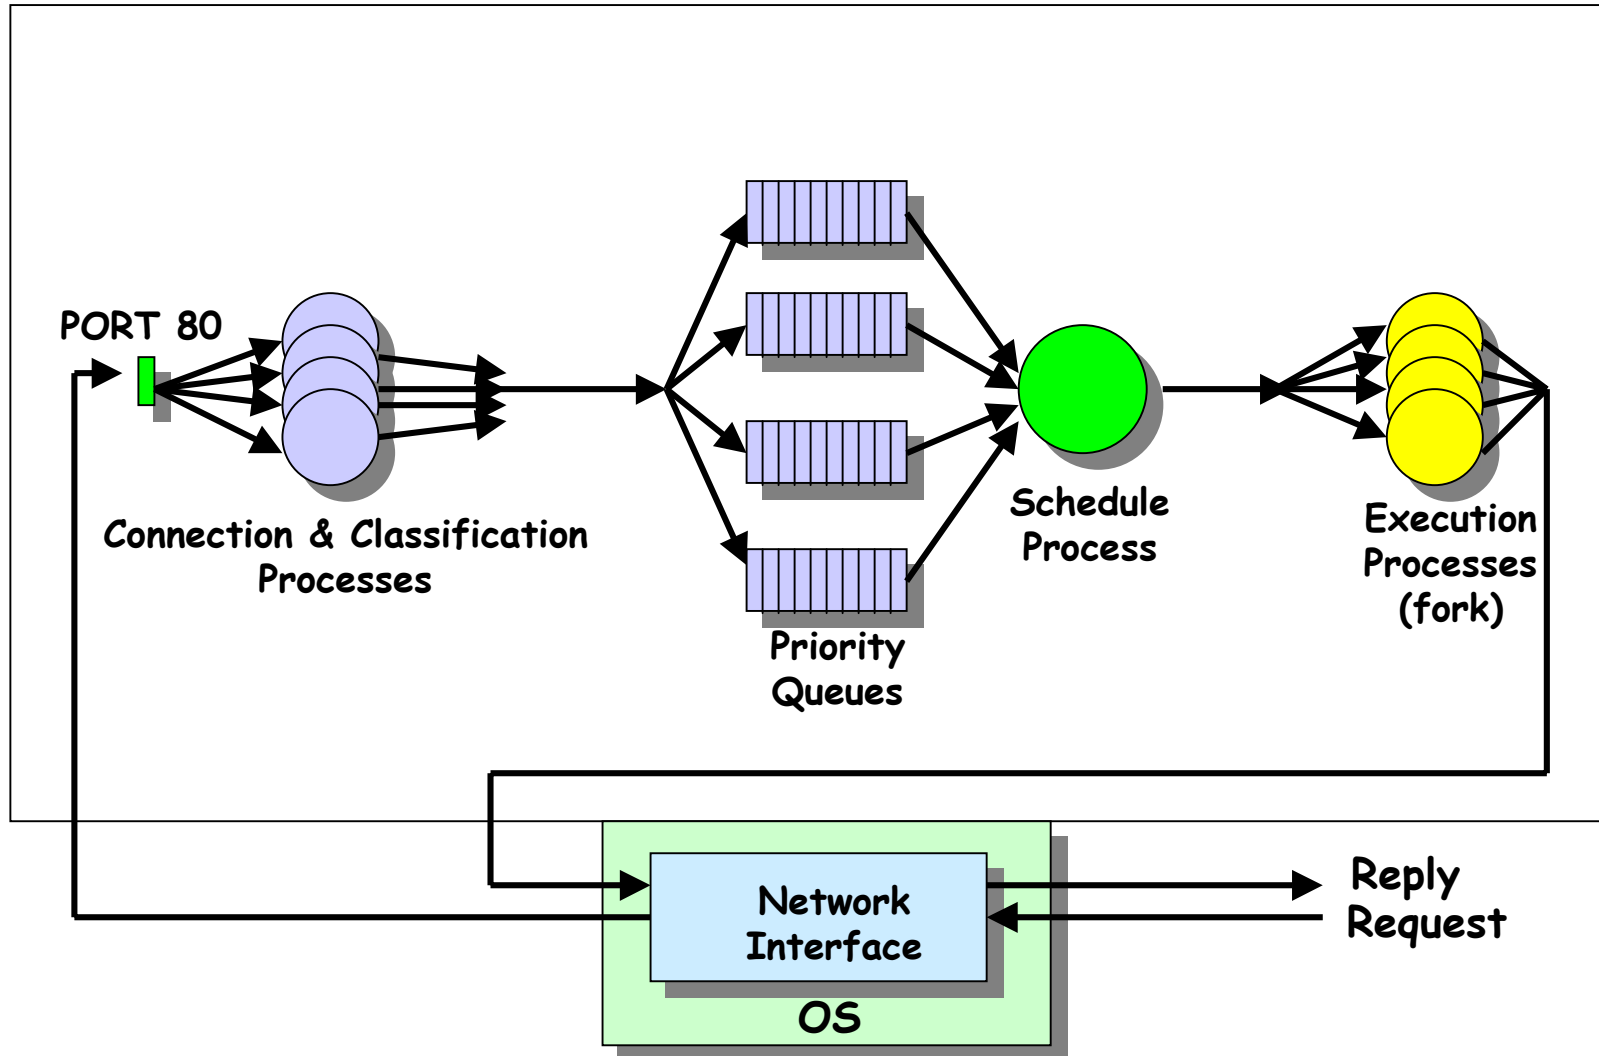 PORT 80
Connection & Classification
Processes
Priority
Queues
Schedule
Process
Execution
Processes
(fork)
Network
Interface
OS
Reply
Request